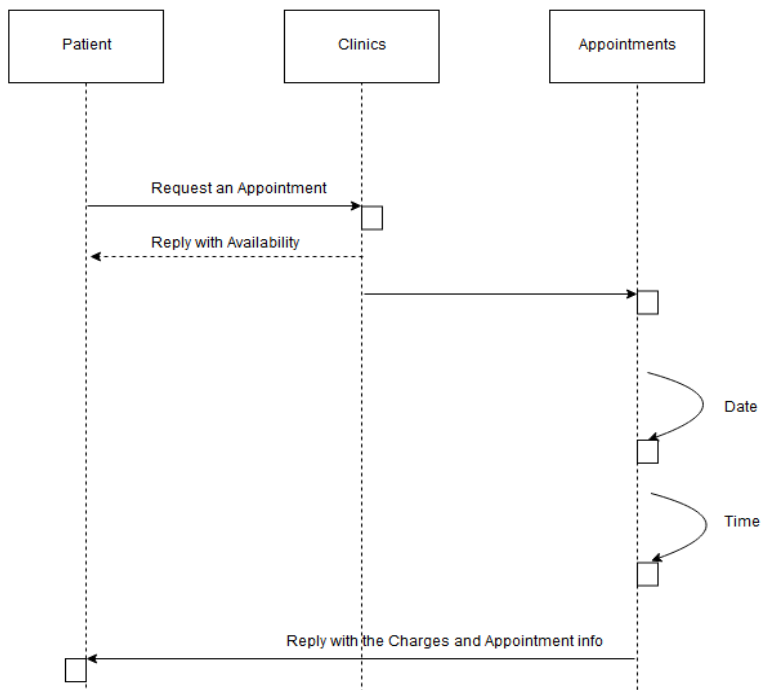 Patient
Clinics
Appointments
Request an Appointment
Reply with Availability
Date
Time
Reply with the Charges and Appointment info